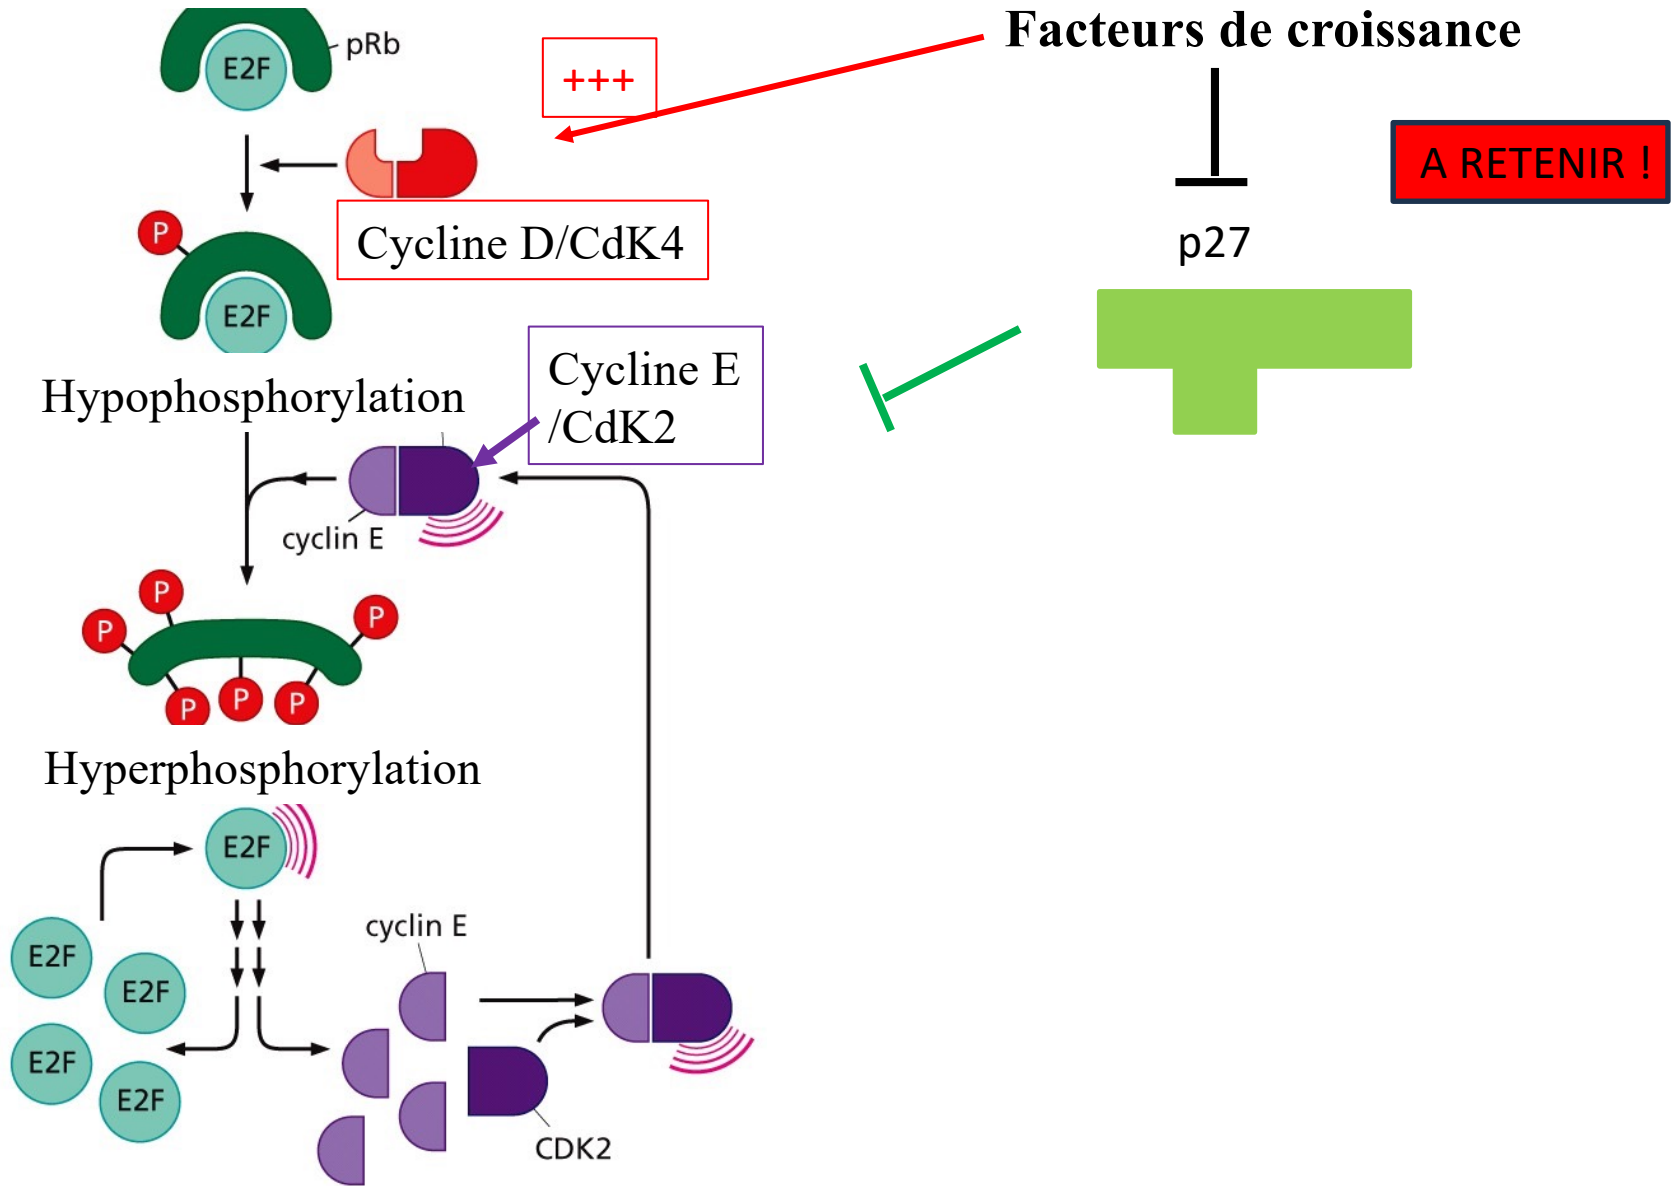 Facteurs de croissance
pRb
E2F
+++
A RETENIR !
P
Cycline D/CdK4
p27
E2F
Cycline E
/CdK2
Hypophosphorylation
cyclin E
P
P
P
P
P
P
Hyperphosphorylation
E2F
cyclin E
E2F
E2F
E2F
E2F
CDK2